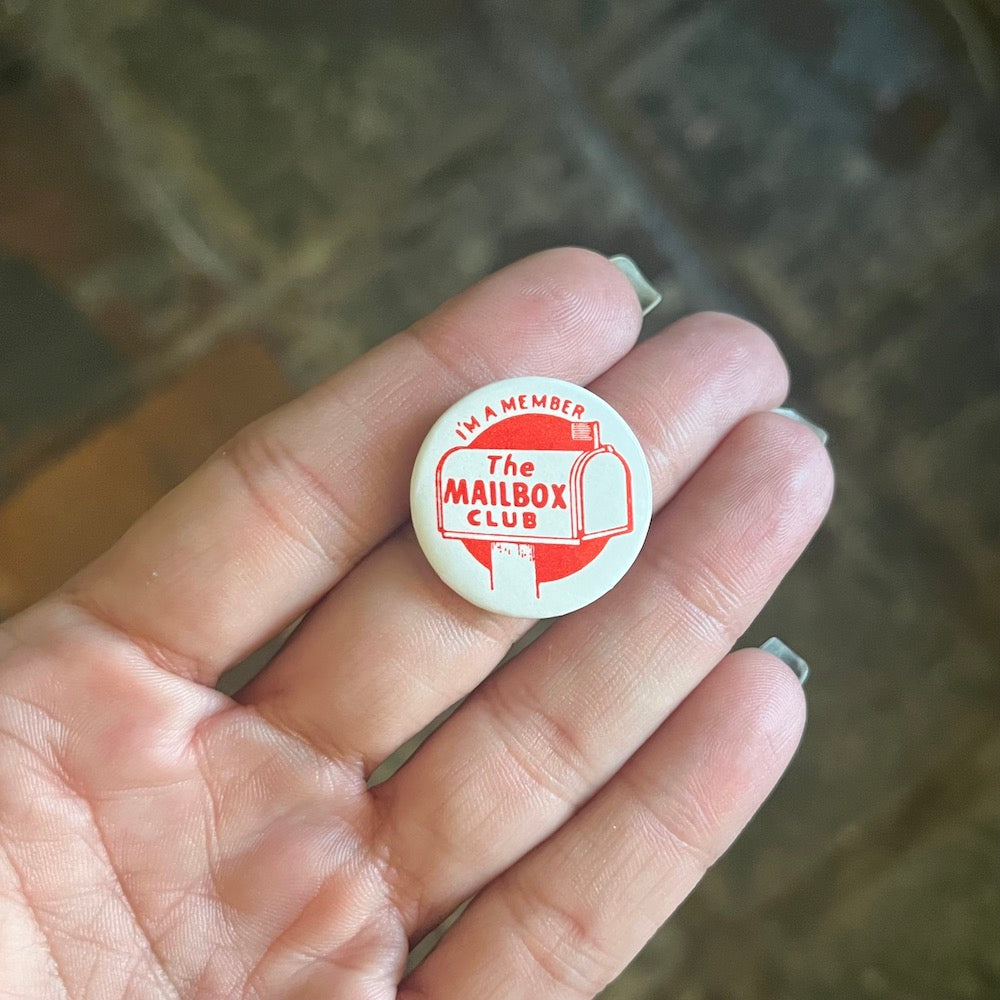 I'M A MEMBER
The
MAILBOX
CLUB